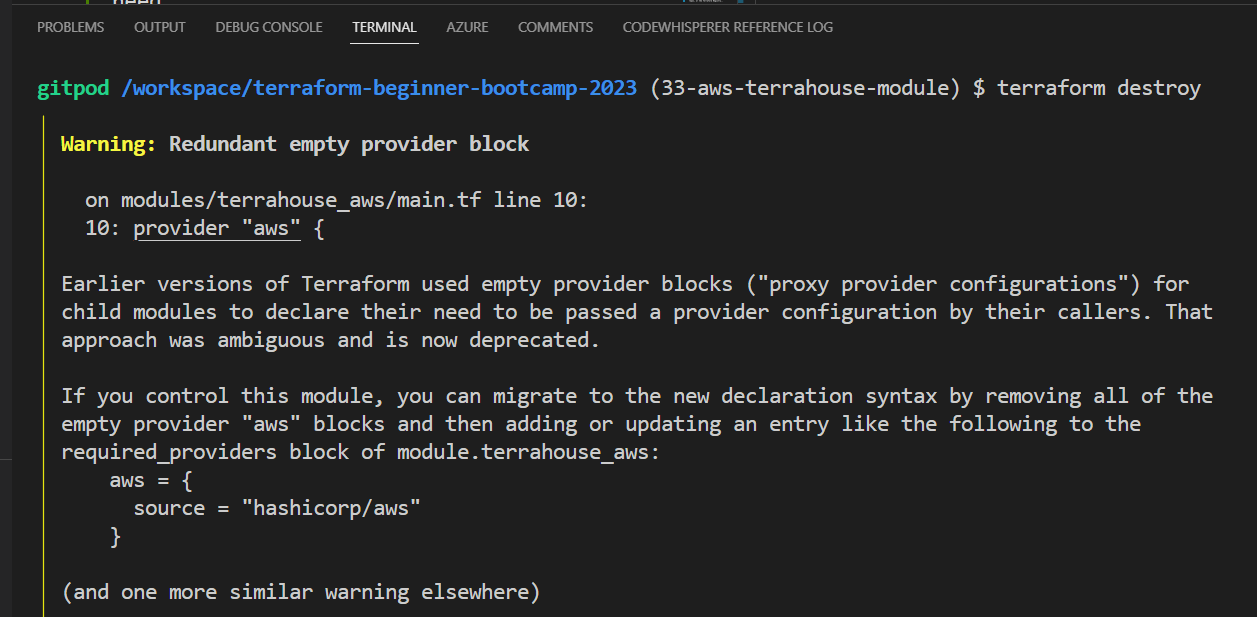 need
PROBLEMS OUTPUT DEBUG CONSOLE TERMINAL AZURE COMMENTS CODEWHISPERER REFERENCE LOG
gitpod /workspace/terraform-beginner-bootcamp-2023 (33-aws-terrahouse-module) $ terraform destroy
Warning: Redundant empty provider block
on modules/terrahouse_aws/main.tf line 10:
10: provider "aws" {
Earlier versions of Terraform used empty provider blocks ("proxy provider configurations") for
child modules to declare their need to be passed a provider configuration by their callers. That
approach was ambiguous and is now deprecated.
If you control this module, you can migrate to the new declaration syntax by removing all of the
empty provider "aws" blocks and then adding or updating an entry like the following to the
required_providers block of module.terrahouse_aws:
aws = {
source = "hashicorp/aws"
}
(and one more similar warning elsewhere)